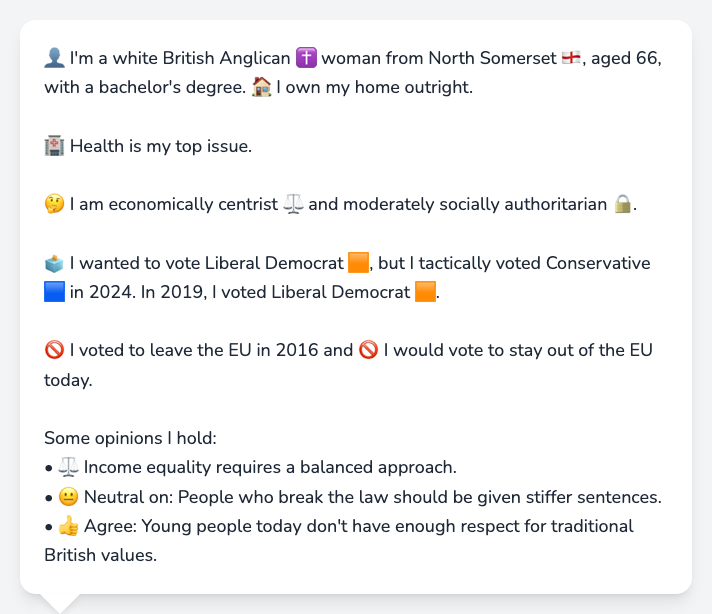 👤 I'm a white British Anglican ✝️ woman from North Somerset 🏴󠁧󠁢󠁥󠁮󠁧󠁿, aged 66,
with a bachelor's degree. 🏠 I own my home outright.
🏥 Health is my top issue.
🤔 I am economically centrist ⚖️ and moderately socially authoritarian 🔒.
🗳️ I wanted to vote Liberal Democrat 🟧, but I tactically voted Conservative
🟦 in 2024. In 2019, I voted Liberal Democrat 🟧.
🚫 I voted to leave the EU in 2016 and 🚫 I would vote to stay out of the EU
today.
Some opinions I hold:
• ⚖️ Income equality requires a balanced approach.
• 😐 Neutral on: People who break the law should be given stiffer sentences.
• 👍 Agree: Young people today don't have enough respect for traditional
British values.